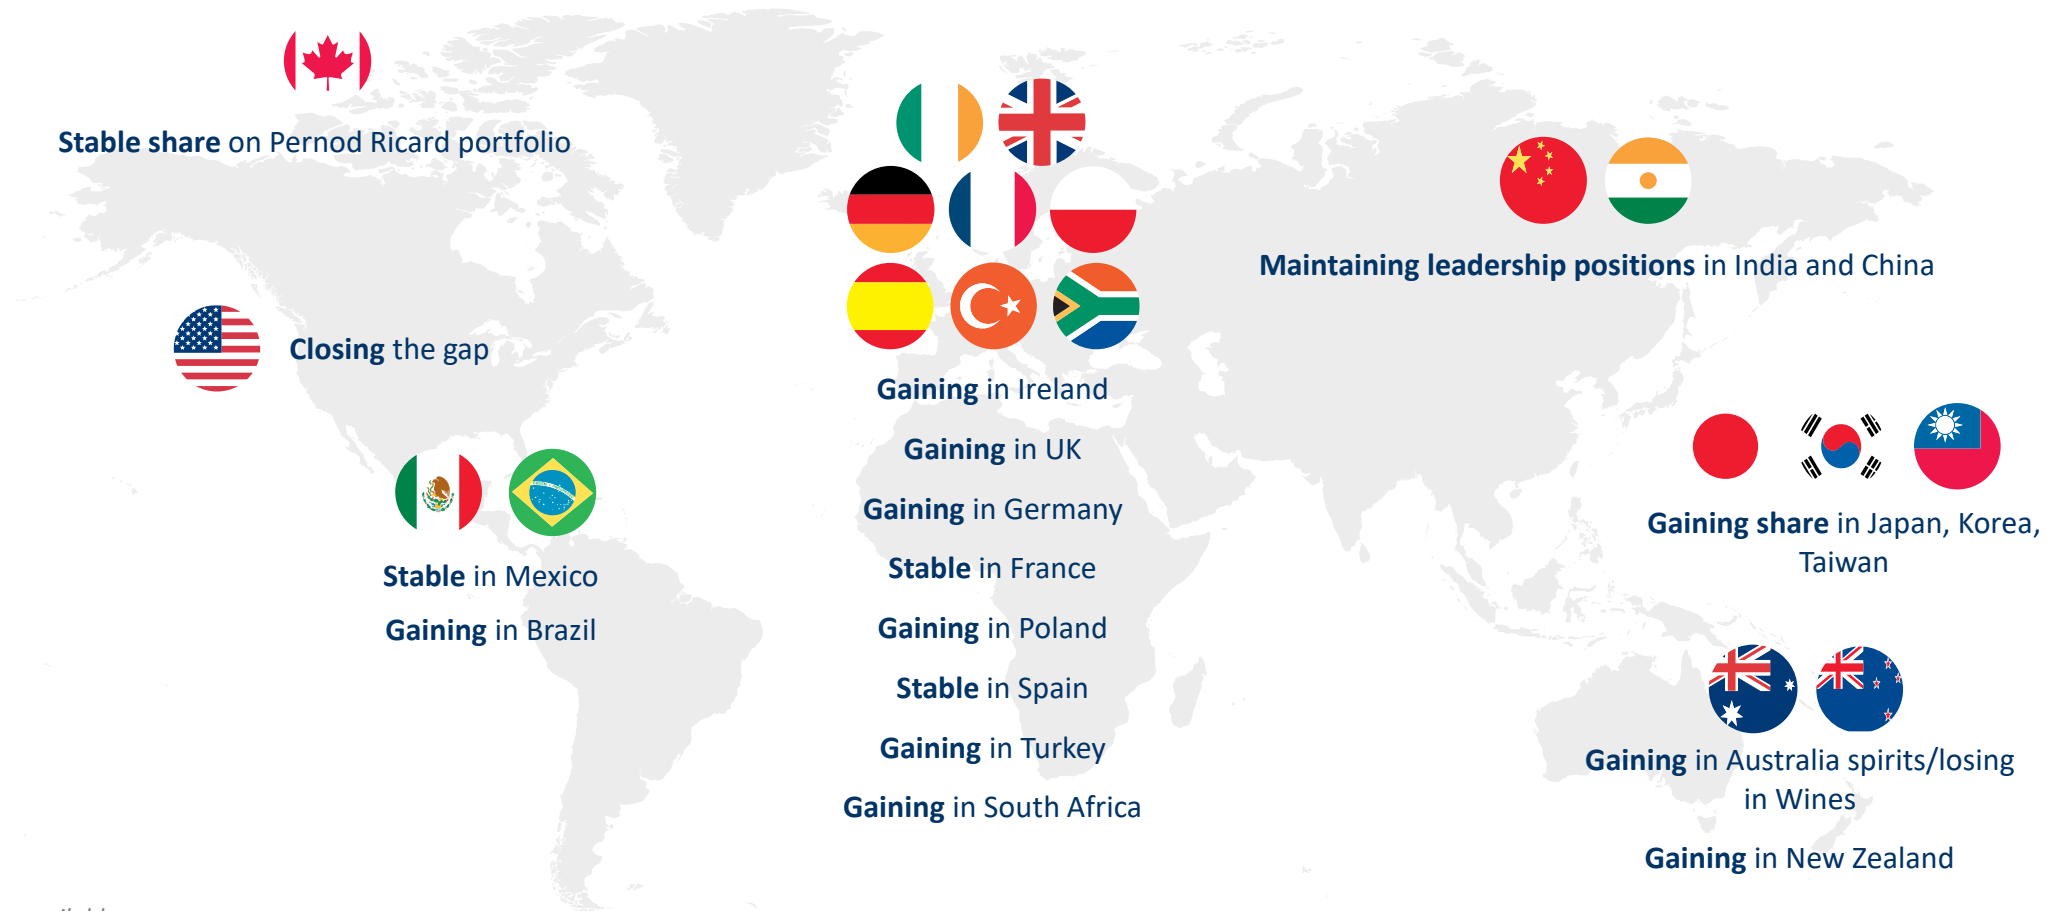 Stable share on Pernod Ricard portfolio
Closing the gap
Stable in Mexico
Gaining in Brazil
Gaining in Ireland
Gaining in UK
Gaining in Germany
Stable in France
Gaining in Poland
Stable in Spain
Gaining in Turkey
Gaining in South Africa
Maintaining leadership positions in India and China
Gaining share in Japan, Korea,
Taiwan
Gaining in Australia spirits/losing
in Wines
Gaining in New Zealand